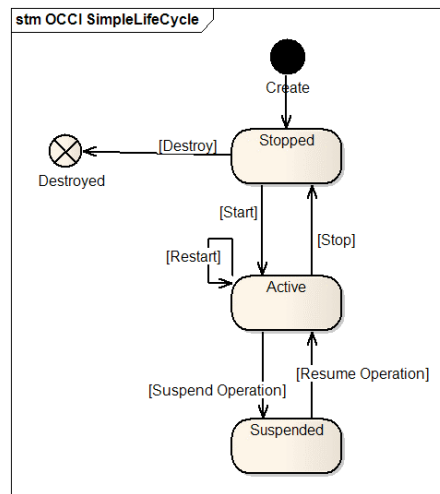 stm OCCI SimpleLifeCycle
Create
Stopped
[Destroy]
Destroyed
[Start]
[Stop]
[Restart]
Active
[Resume Operation]
[Suspend Operation]
Suspended